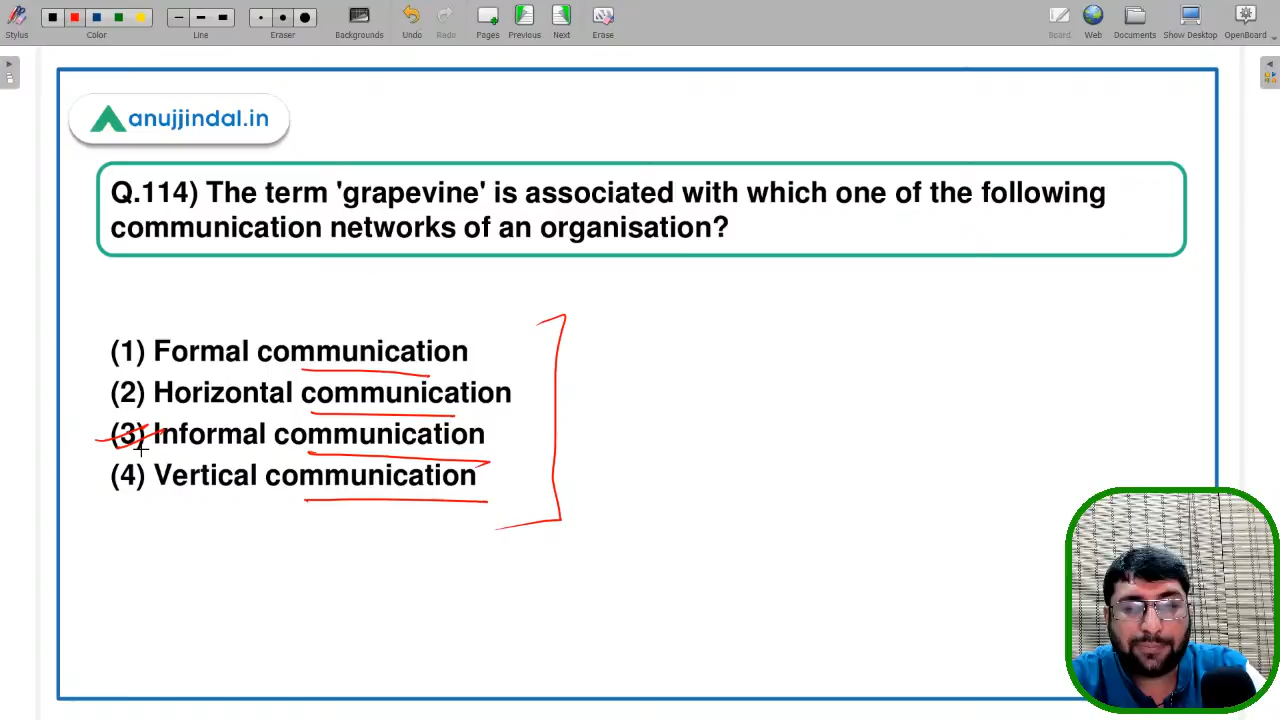 Stylus
Color
Line
Eraser
Backgrounds
Undo
Redo
Pages
Previous
Next
Erase
Board
Web
Documents
Show Desktop
OpenBoard
anujjindal.in
Q.114) The term 'grapevine' is associated with which one of the following
communication networks of an organisation?
(1) Formal communication
(2) Horizontal communication
(3) Informal communication
(4) Vertical communication